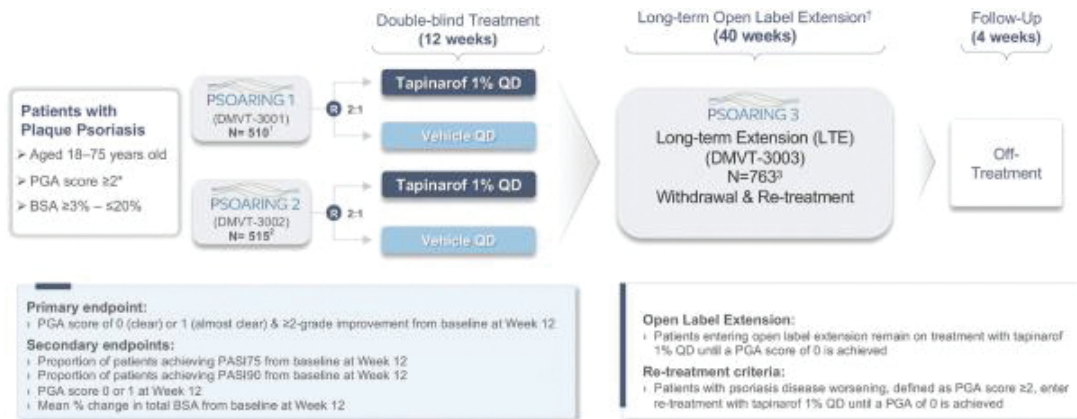 Double-blind Treatment
(12 weeks)
Long-term Open Label Extension†
(40 weeks)
Follow-Up
(4 weeks)
Patients with
Plaque Psoriasis
➢ Aged 18–75 years old
➢ PGA score ≥2*
➢ BSA ≥3% – ≤20%
PSOARING 1
(DMVT-3001)
N= 510¹
R 2:1
Tapinarof 1% QD
Vehicle QD
PSOARING 2
(DMVT-3002)
N= 515²
R 2:1
Tapinarof 1% QD
Vehicle QD
PSOARING 3
Long-term Extension (LTE)
(DMVT-3003)
N=763³
Withdrawal & Re-treatment
Off-
Treatment
Primary endpoint:
PGA score of 0 (clear) or 1 (almost clear) & ≥2-grade improvement from baseline at Week 12
Secondary endpoints:
Proportion of patients achieving PASI75 from baseline at Week 12
Proportion of patients achieving PASI90 from baseline at Week 12
PGA score 0 or 1 at Week 12
Mean % change in total BSA from baseline at Week 12
Open Label Extension:
Patients entering open label extension remain on treatment with tapinarof
1% QD until a PGA score of 0 is achieved
Re-treatment criteria:
Patients with psoriasis disease worsening, defined as PGA score ≥2, enter
re-treatment with tapinarof 1% QD until a PGA of 0 is achieved